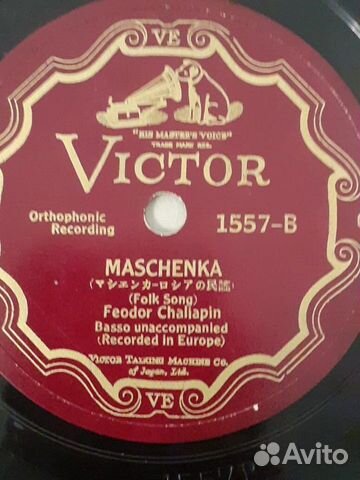 VE
"HIS MASTER'S VOICE"
TRADE MARK REG.
VICTOR
Orthophonic
Recording
1557-B
MASCHENKA
(マシエンカ-ロシアの民謡)
(Folk Song)
Feodor Chaliapin
Basso unaccompanied
(Recorded in Europe)
VICTOR TALKING MACHINE CO.
of Japan, Ltd.
VE
Avito